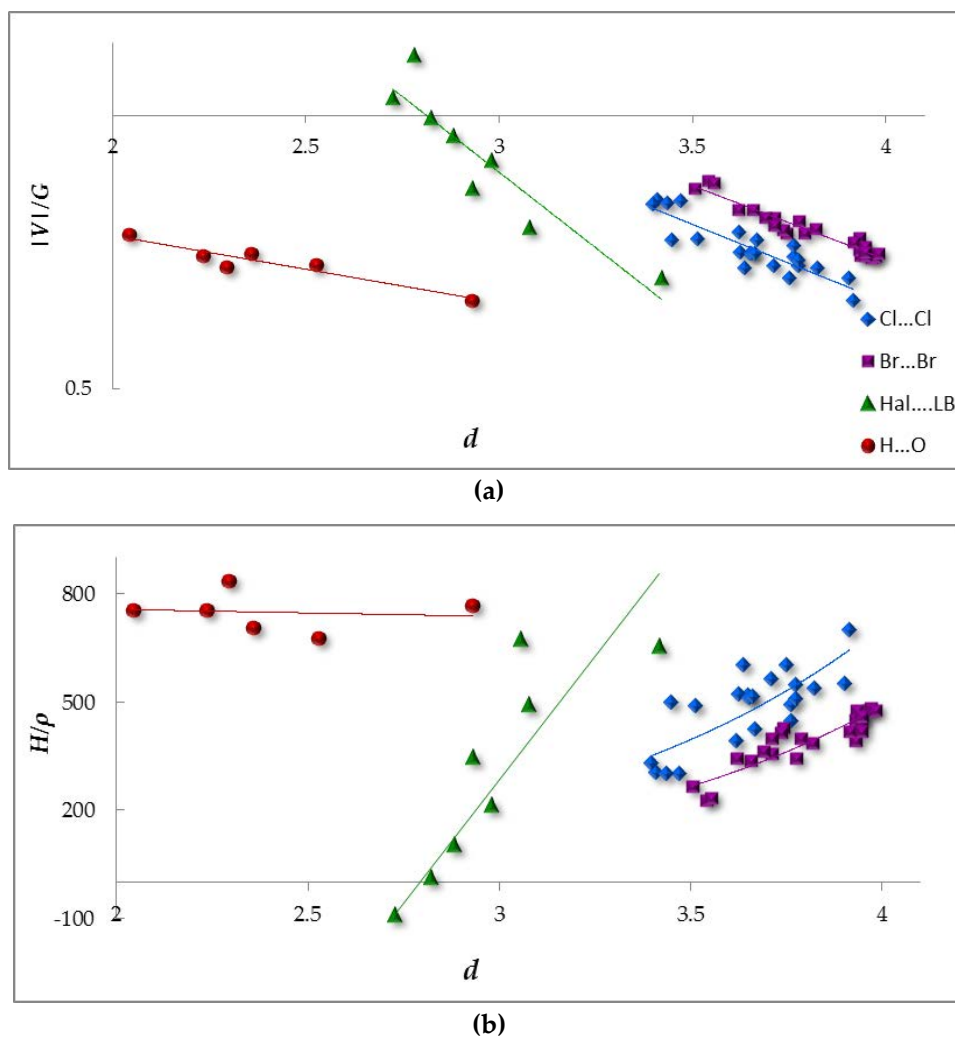 2 2.5 3 3.5 4
|V|/G
0.5
d
Cl...Cl
Br...Br
Hal....LB
H...O
(a)
800
500
H/ρ
200
-100
2 2.5 3 3.5 4
d
(b)